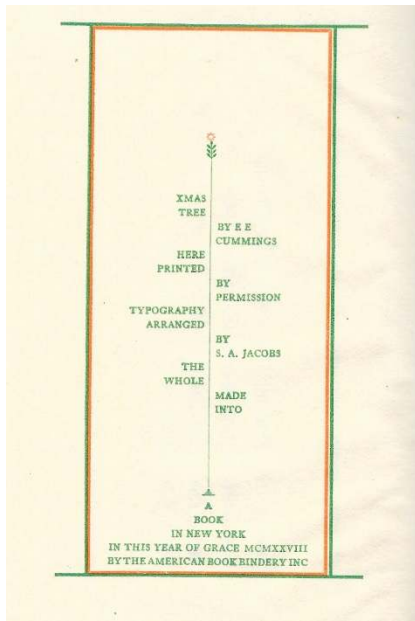 XMAS
TREE
BY E E
CUMMINGS
HERE
PRINTED
BY
PERMISSION
TYPOGRAPHY
ARRANGED
BY
S. A. JACOBS
THE
WHOLE
MADE
INTO
A
BOOK
IN NEW YORK
IN THIS YEAR OF GRACE MCMXXVIII
BY THE AMERICAN BOOK BINDERY INC